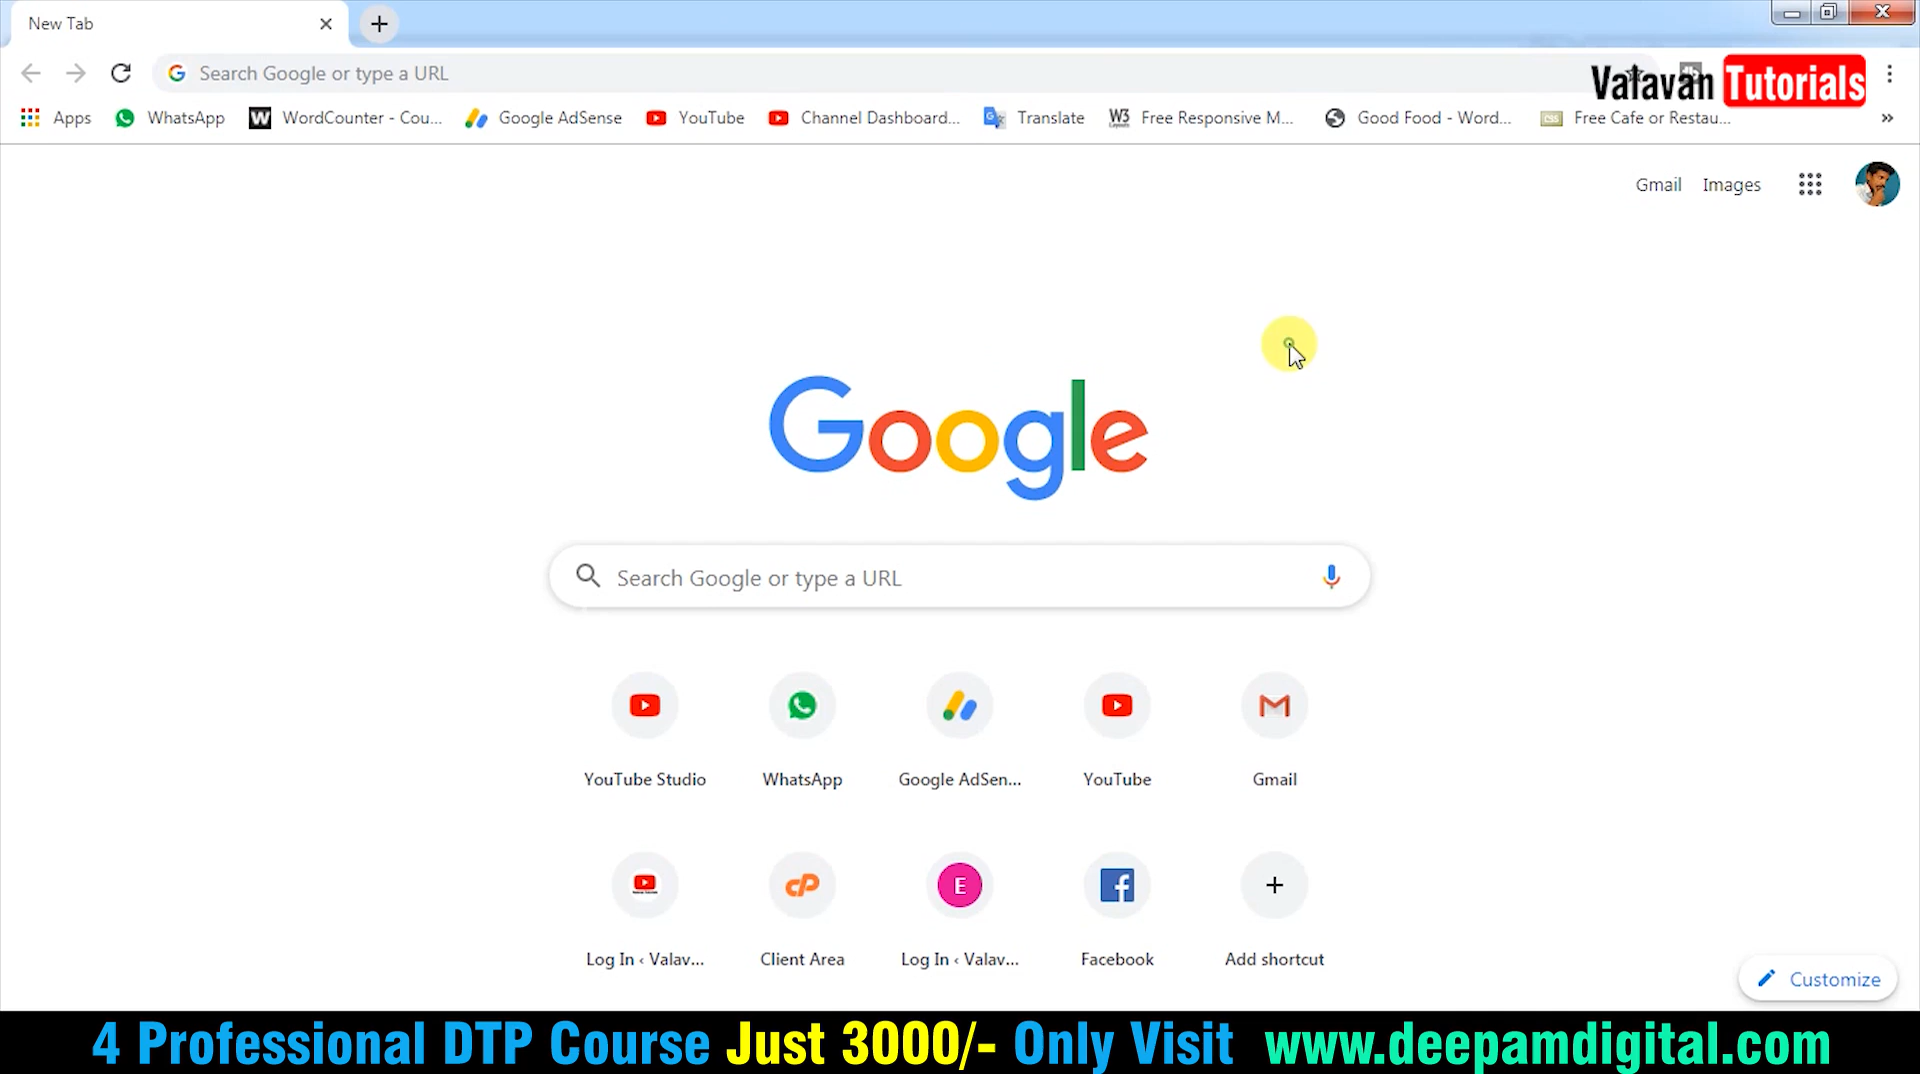 New Tab
Search Google or type a URL
Valavan Tutorials
Apps WhatsApp WordCounter - Cou... Google AdSense YouTube Channel Dashboard... Translate W3 Free Responsive M... Good Food - Word... Free Cafe or Restau... »
Gmail Images
Google
Search Google or type a URL
YouTube Studio WhatsApp Google AdSen... YouTube Gmail
E
Log In ‹ Valav... Client Area Log In ‹ Valav... Facebook Add shortcut
Customize
4 Professional DTP Course Just 3000/- Only Visit www.deepamdigital.com